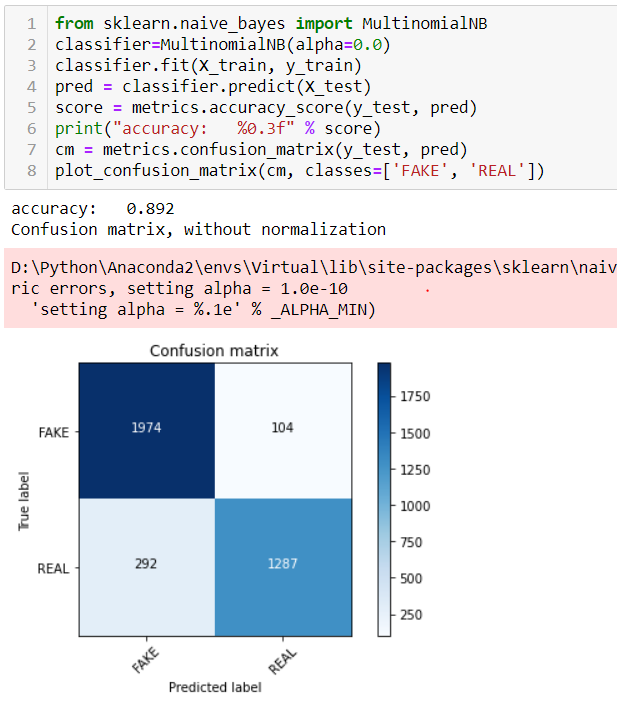 1 from sklearn.naive_bayes import MultinomialNB
2 classifier=MultinomialNB(alpha=0.0)
3 classifier.fit(X_train, y_train)
4 pred = classifier.predict(X_test)
5 score = metrics.accuracy_score(y_test, pred)
6 print("accuracy:   %0.3f" % score)
7 cm = metrics.confusion_matrix(y_test, pred)
8 plot_confusion_matrix(cm, classes=['FAKE', 'REAL'])
accuracy:   0.892
Confusion matrix, without normalization
D:\Python\Anaconda2\envs\Virtual\lib\site-packages\sklearn\naiv
ric errors, setting alpha = 1.0e-10
'setting alpha = %.1e' % _ALPHA_MIN)
Confusion matrix
True label
FAKE 1974 104
REAL 292 1287
FAKE REAL
Predicted label
1750
1500
1250
1000
750
500
250